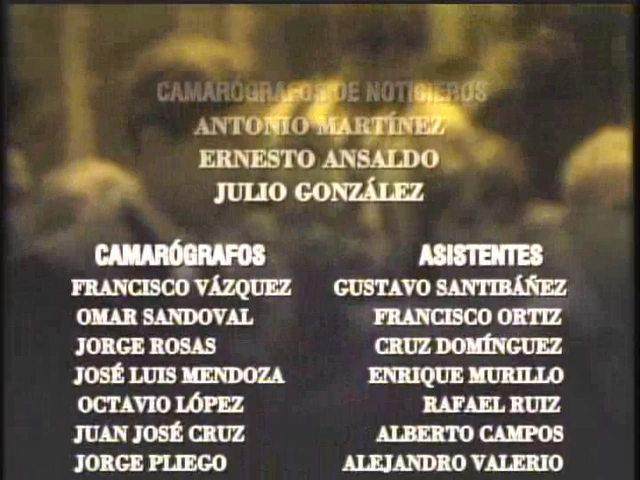 CAMARÓGRAFOS DE NOTICIEROS
ANTONIO MARTÍNEZ
ERNESTO ANSALDO
JULIO GONZÁLEZ
CAMARÓGRAFOS ASISTENTES
FRANCISCO VÁZQUEZ GUSTAVO SANTIBÁÑEZ
OMAR SANDOVAL FRANCISCO ORTIZ
JORGE ROSAS CRUZ DOMÍNGUEZ
JOSÉ LUIS MENDOZA ENRIQUE MURILLO
OCTAVIO LÓPEZ RAFAEL RUIZ
JUAN JOSÉ CRUZ ALBERTO CAMPOS
JORGE PLIEGO ALEJANDRO VALERIO